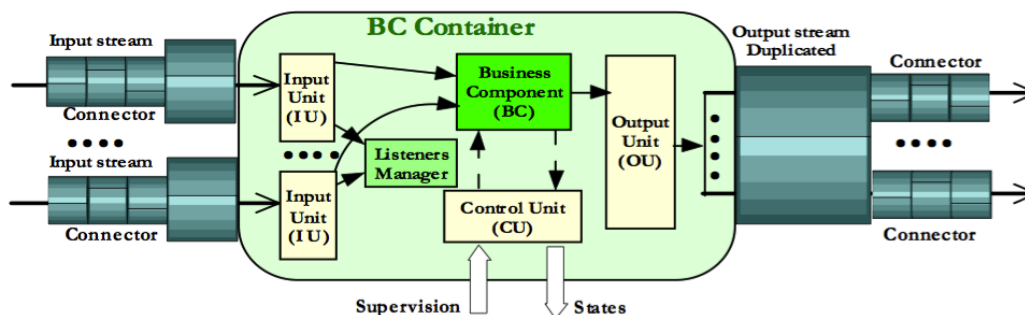 BC Container
Input stream
Connector
Input stream
Connector
Input
Unit
(IU)
Input
Unit
(IU)
Listeners
Manager
Business
Component
(BC)
Control Unit
(CU)
Output
Unit
(OU)
Output stream
Duplicated
Connector
Connector
Supervision
States